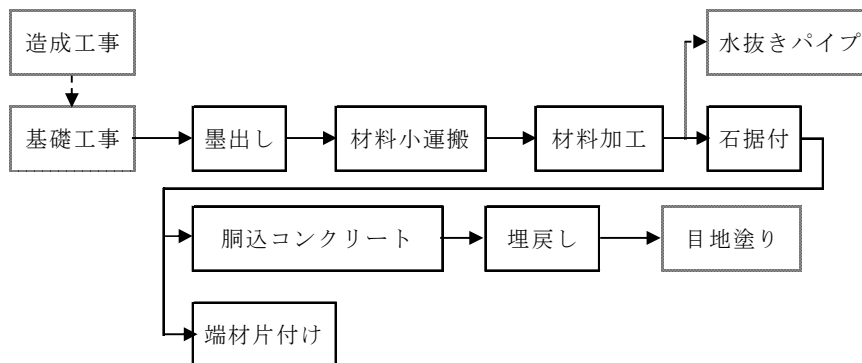 造成工事
水抜きパイプ
基礎工事
墨出し
材料小運搬
材料加工
石据付
胴込コンクリート
埋戻し
目地塗り
端材片付け